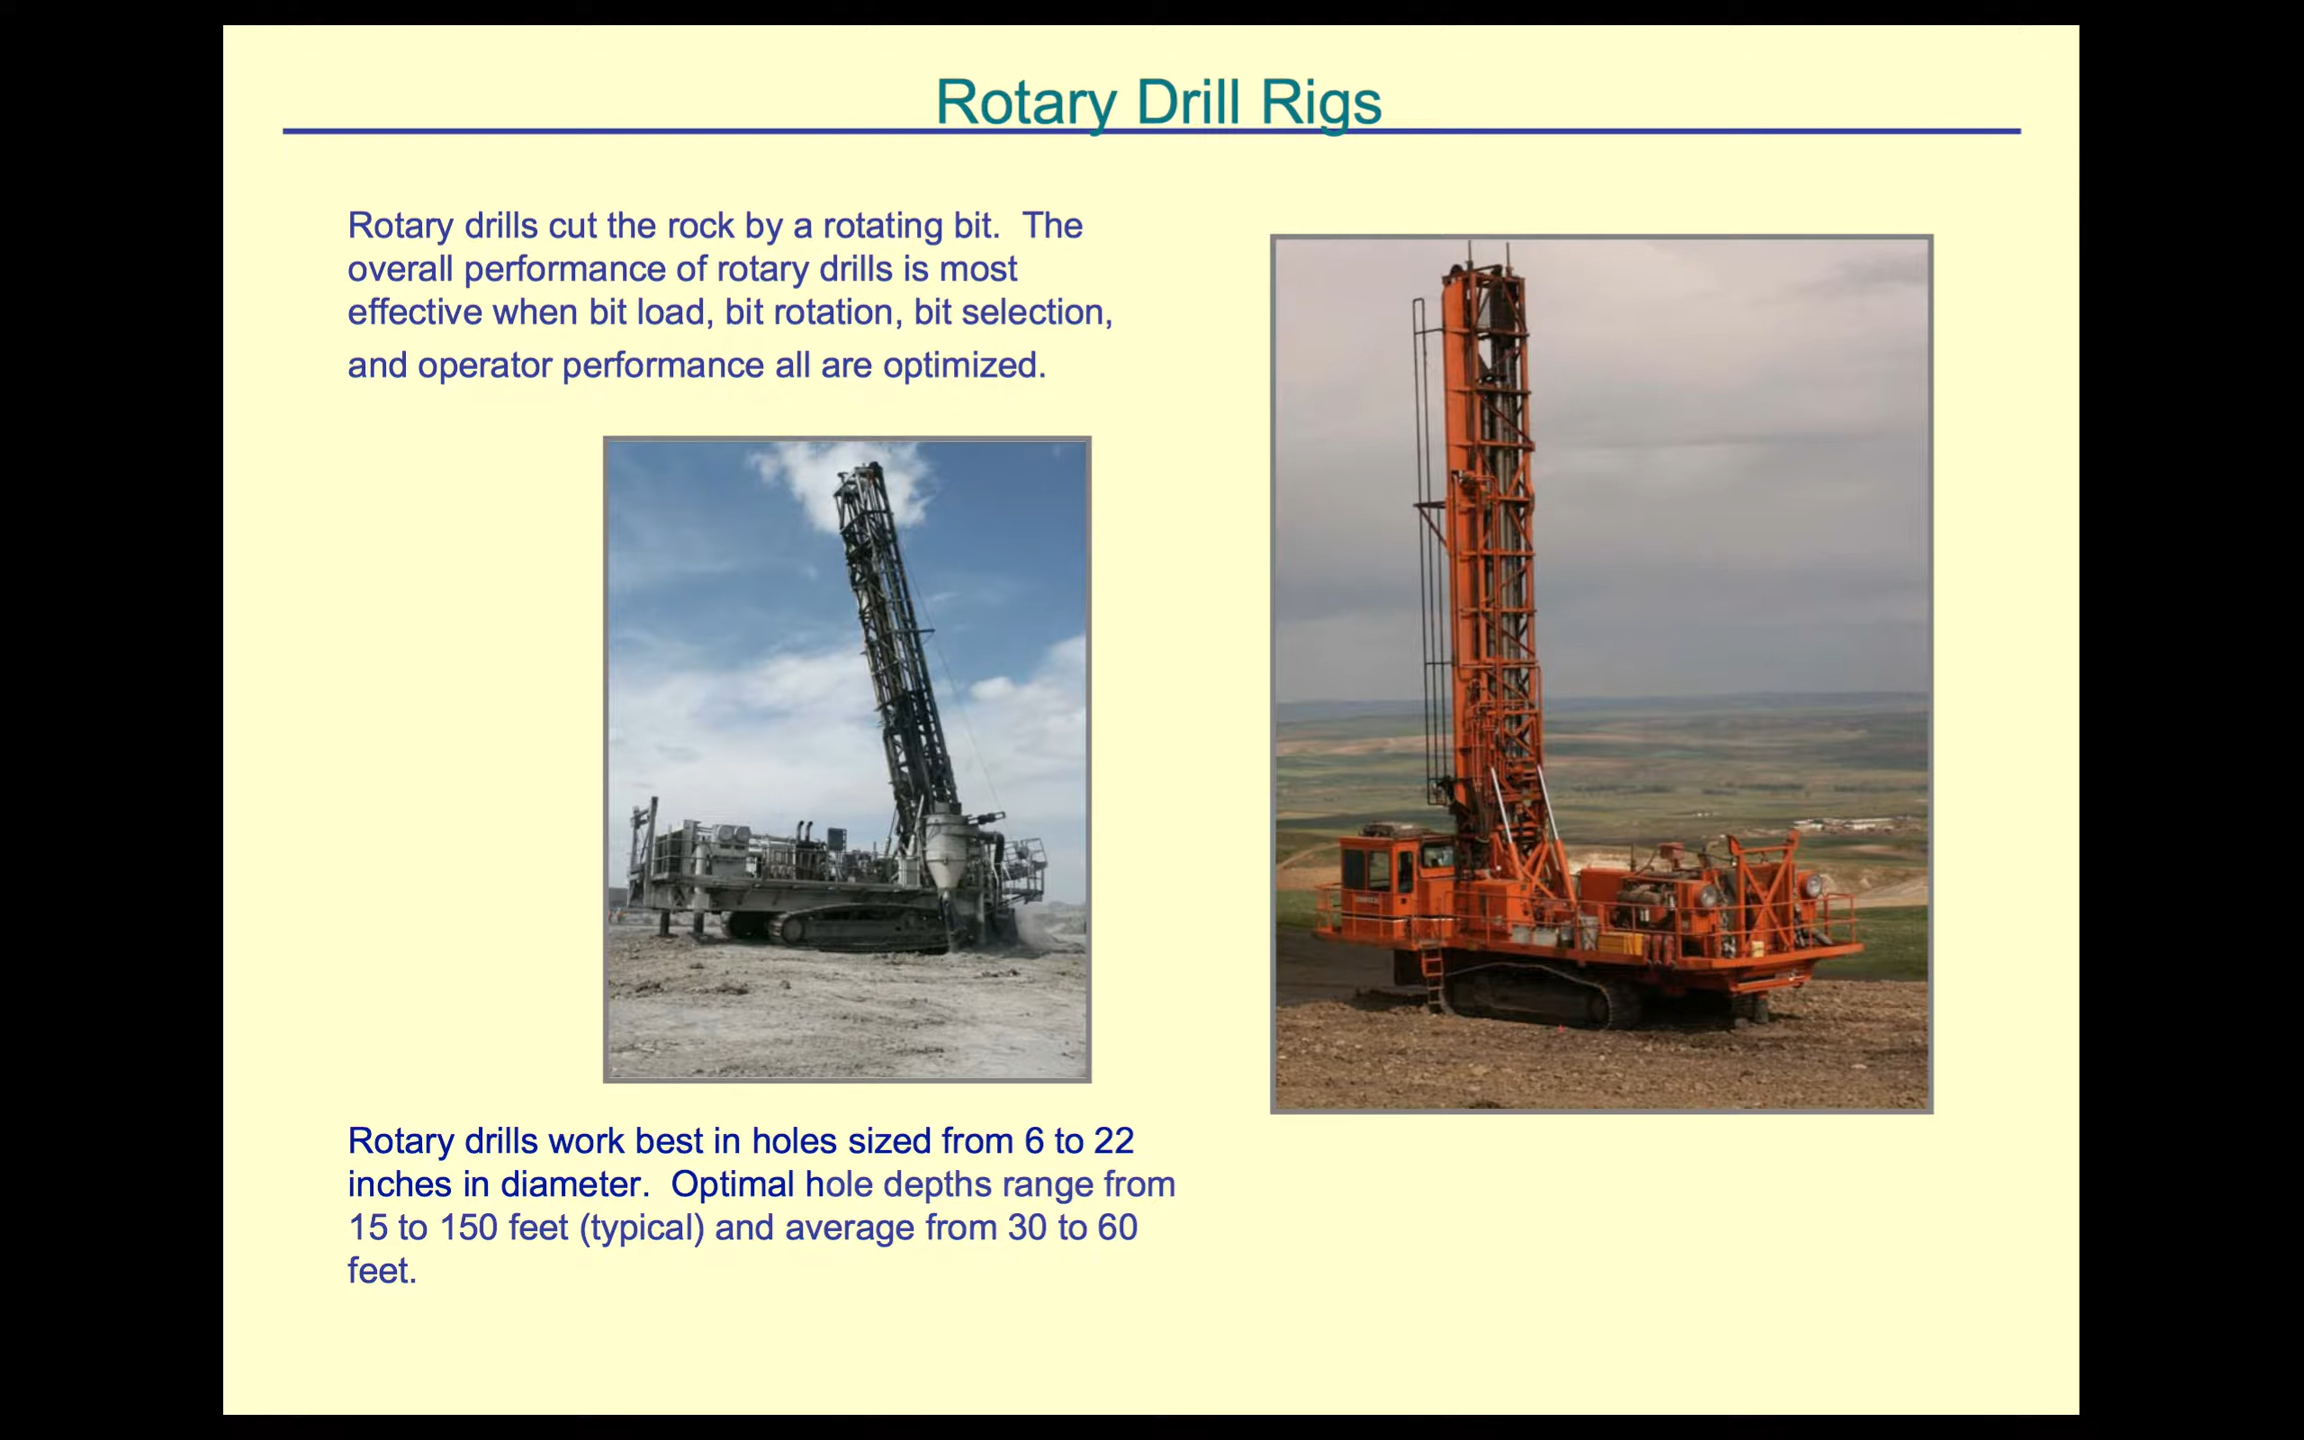 Rotary Drill Rigs
Rotary drills cut the rock by a rotating bit.  The
overall performance of rotary drills is most
effective when bit load, bit rotation, bit selection,
and operator performance all are optimized.
Rotary drills work best in holes sized from 6 to 22
inches in diameter.  Optimal hole depths range from
15 to 150 feet (typical) and average from 30 to 60
feet.